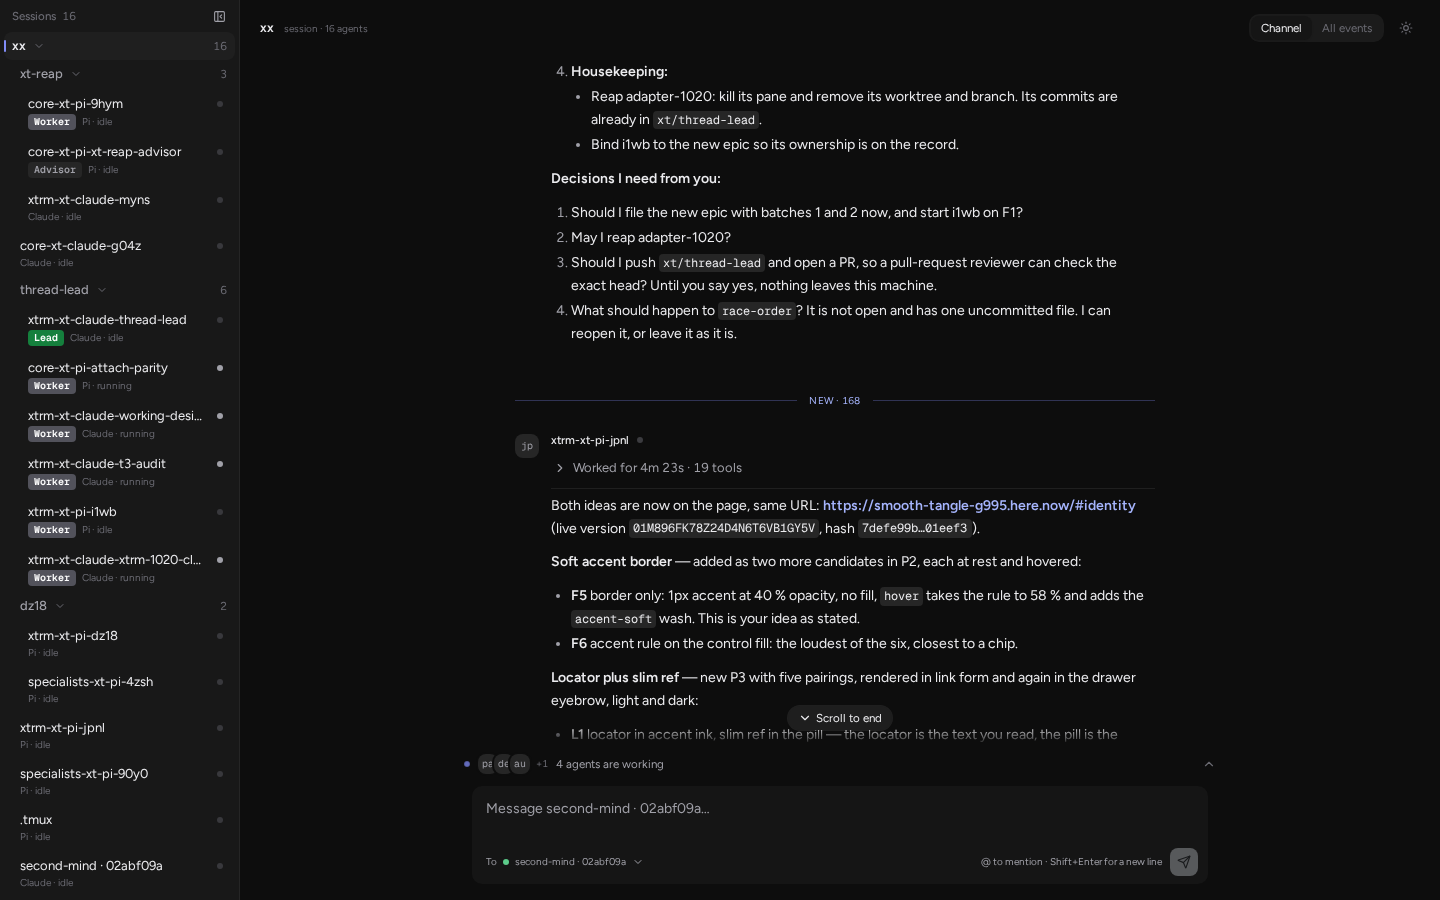 Sessions 16
xx 16
xt-reap 3
core-xt-pi-9hym
Worker Pi · idle
core-xt-pi-xt-reap-advisor
Advisor Pi · idle
xtrm-xt-claude-myns
Claude · idle
core-xt-claude-g04z
Claude · idle
thread-lead 6
xtrm-xt-claude-thread-lead
Lead Claude · idle
core-xt-pi-attach-parity
Worker Pi · running
xtrm-xt-claude-working-desi...
Worker Claude · running
xtrm-xt-claude-t3-audit
Worker Claude · running
xtrm-xt-pi-i1wb
Worker Pi · idle
xtrm-xt-claude-xtrm-1020-cl...
Worker Claude · running
dz18 2
xtrm-xt-pi-dz18
Pi · idle
specialists-xt-pi-4zsh
Pi · idle
xtrm-xt-pi-jpnl
Pi · idle
specialists-xt-pi-90y0
Pi · idle
.tmux
Pi · idle
second-mind · 02abf09a
Claude · idle
xx session · 16 agents
Channel All events
4. Housekeeping:
• Reap adapter-1020: kill its pane and remove its worktree and branch. Its commits are
already in xt/thread-lead.
• Bind i1wb to the new epic so its ownership is on the record.
Decisions I need from you:
1. Should I file the new epic with batches 1 and 2 now, and start i1wb on F1?
2. May I reap adapter-1020?
3. Should I push xt/thread-lead and open a PR, so a pull-request reviewer can check the
exact head? Until you say yes, nothing leaves this machine.
4. What should happen to race-order? It is not open and has one uncommitted file. I can
reopen it, or leave it as it is.
NEW · 168
jp xtrm-xt-pi-jpnl
Worked for 4m 23s · 19 tools
Both ideas are now on the page, same URL: https://smooth-tangle-g995.here.now/#identity
(live version 01M896FK78Z24D4N6T6VB1GY5V, hash 7defe99b…01eef3).
Soft accent border — added as two more candidates in P2, each at rest and hovered:
• F5 border only: 1px accent at 40 % opacity, no fill, hover takes the rule to 58 % and adds the
accent-soft wash. This is your idea as stated.
• F6 accent rule on the control fill: the loudest of the six, closest to a chip.
Locator plus slim ref — new P3 with five pairings, rendered in link form and again in the drawer
eyebrow, light and dark:
Scroll to end
• L1 locator in accent ink, slim ref in the pill — the locator is the text you read, the pill is the
pa de au +1 4 agents are working
Message second-mind · 02abf09a...
To second-mind · 02abf09a
@ to mention · Shift+Enter for a new line